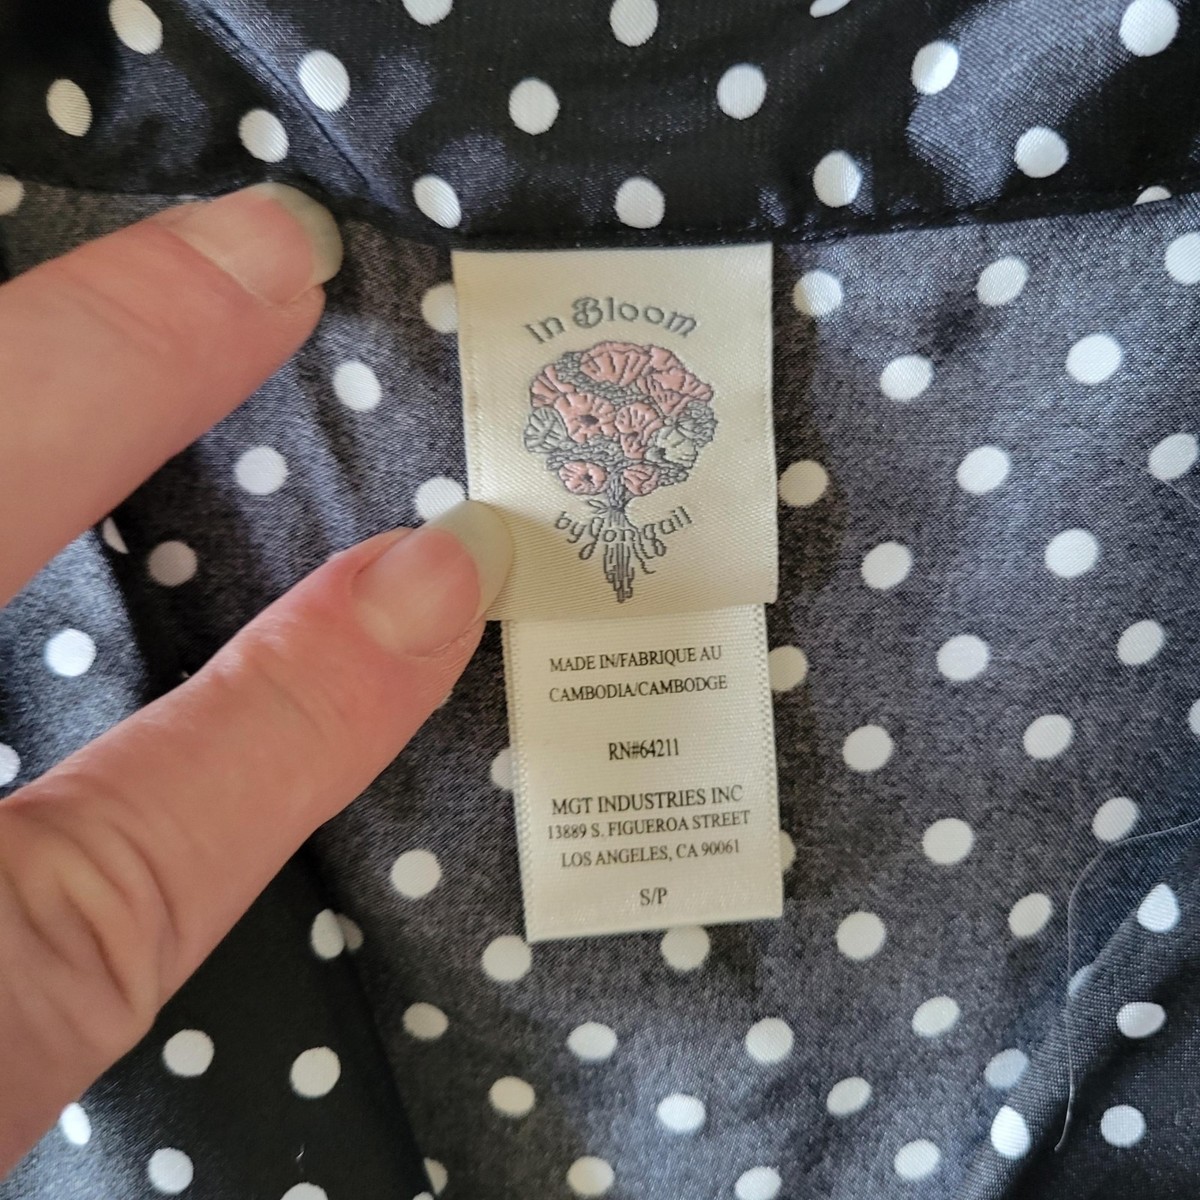 in Bloom
by Jonquil
MADE IN/FABRIQUE AU
CAMBODIA/CAMBODGE
RN#64211
MGT INDUSTRIES INC
13889 S. FIGUEROA STREET
LOS ANGELES, CA 90061
S/P